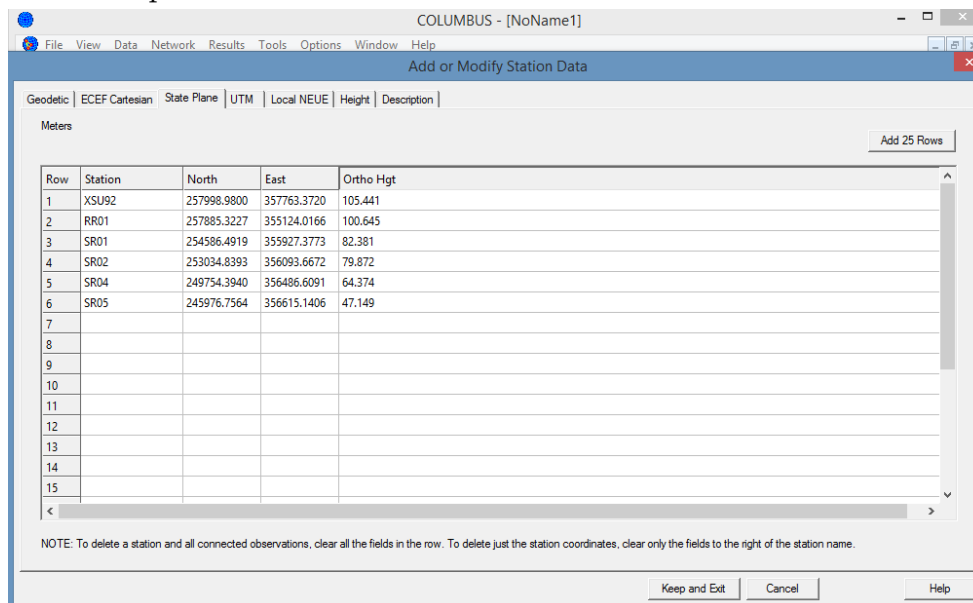 COLUMBUS - [NoName1]
File View Data Network Results Tools Options Window Help
Add or Modify Station Data
Geodetic ECEF Cartesian State Plane UTM Local NEUE Height Description
Meters
Add 25 Rows
Row Station North East Ortho Hgt
1 XSU92 257998.9800 357763.3720 105.441
2 RR01 257885.3227 355124.0166 100.645
3 SR01 254586.4919 355927.3773 82.381
4 SR02 253034.8393 356093.6672 79.872
5 SR04 249754.3940 356486.6091 64.374
6 SR05 245976.7564 356615.1406 47.149
7
8
9
10
11
12
13
14
15
NOTE: To delete a station and all connected observations, clear all the fields in the row. To delete just the station coordinates, clear only the fields to the right of the station name.
Keep and Exit Cancel Help